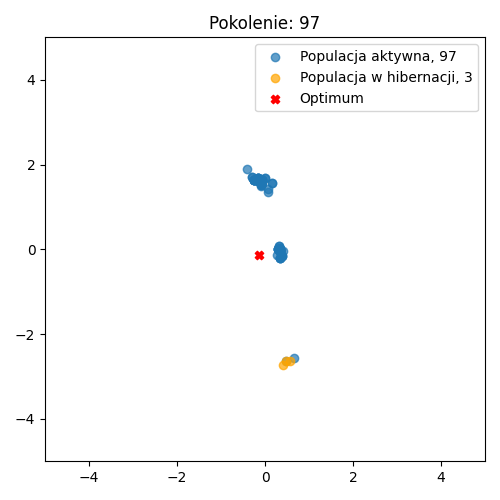 Pokolenie: 97
Populacja aktywna, 97
Populacja w hibernacji, 3
Optimum
4
2
0
−2
−4
−4
−2
0
2
4